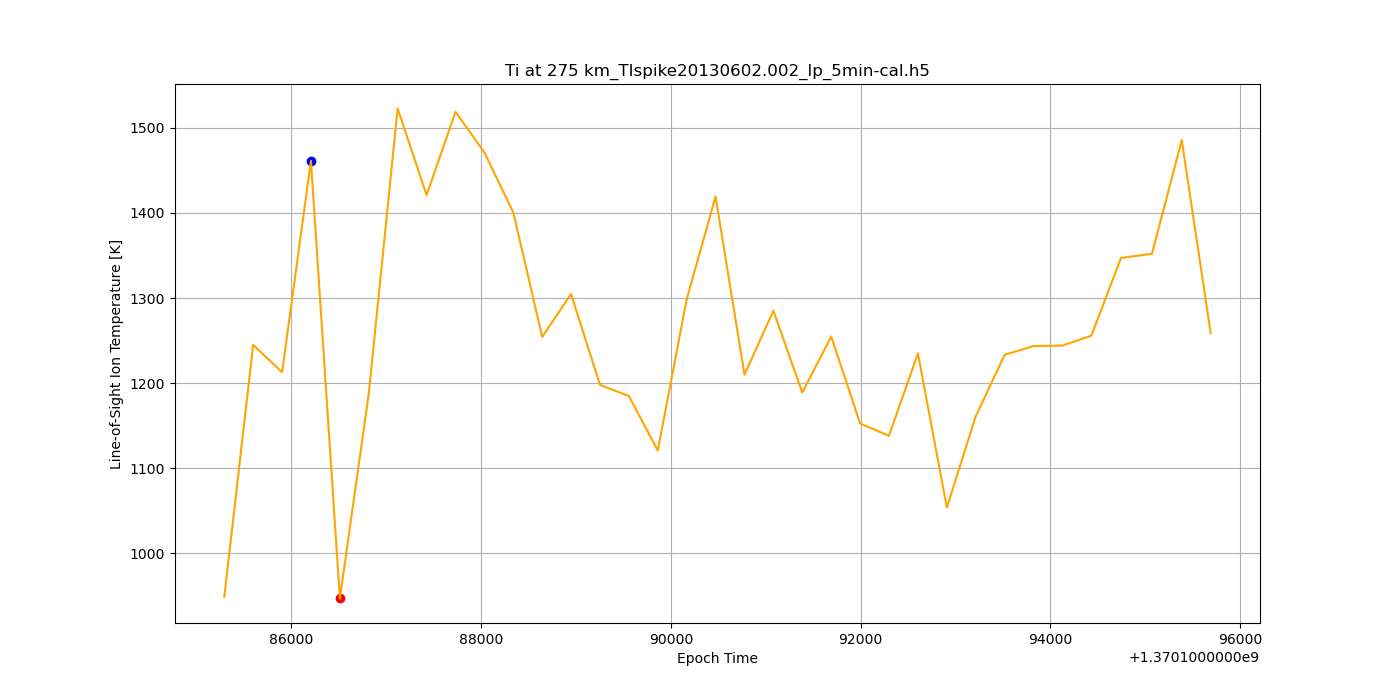 Ti at 275 km_TIspike20130602.002_lp_5min-cal.h5
Line-of-Sight Ion Temperature [K]
1500
1400
1300
1200
1100
1000
86000 88000 90000 92000 94000 96000
Epoch Time
+1.3701000000e9